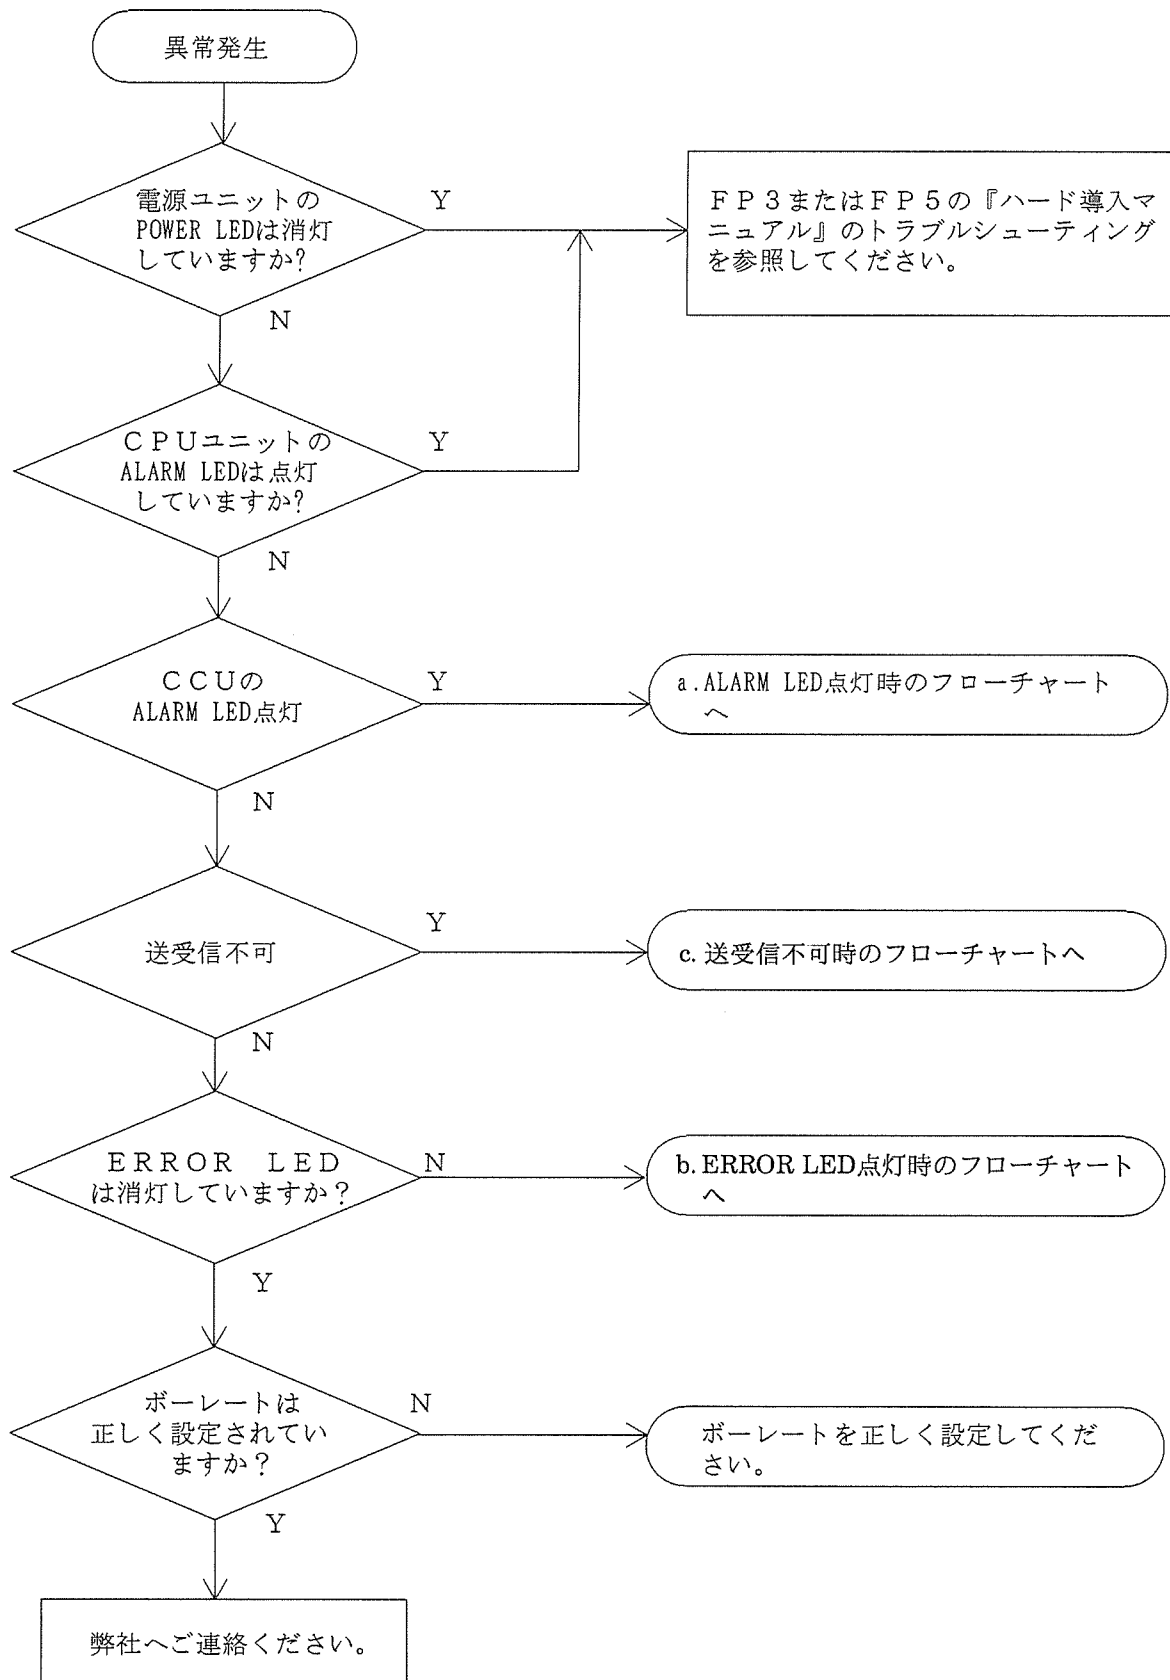 異常発生
電源ユニットの
POWER LEDは消灯
していますか?
Y
FP3またはFP5の『ハード導入マ
ニュアル』のトラブルシューティング
を参照してください。
N
CPUユニットの
ALARM LEDは点灯
していますか?
Y
N
CCUの
ALARM LED点灯
Y
a.ALARM LED点灯時のフローチャート
へ
N
送受信不可
Y
c. 送受信不可時のフローチャートへ
N
ERROR LED
は消灯していますか?
N
b. ERROR LED点灯時のフローチャート
へ
Y
ボーレートは
正しく設定されてい
ますか?
N
ボーレートを正しく設定してくだ
さい。
Y
弊社へご連絡ください。